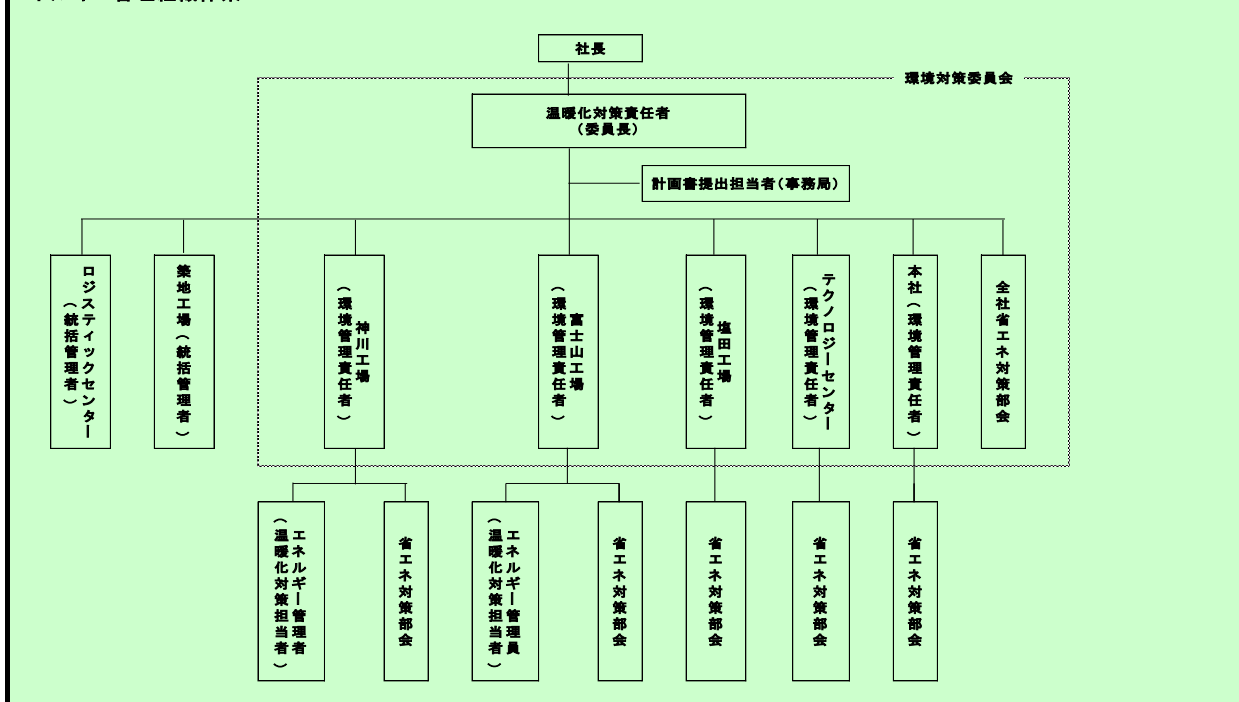 社長
環境対策委員会
温暖化対策責任者
(委員長)
計画書提出担当者(事務局)
ロジスティックセンター
(統括管理者)
築地工場(統括管理者)
神川工場
(環境管理責任者)
富士山工場
(環境管理責任者)
塩田工場
(環境管理責任者)
テクノロジーセンター
(環境管理責任者)
本社(環境管理責任者)
全社省エネ対策部会
エネルギー管理者
(温暖化対策担当者)
省エネ対策部会
エネルギー管理員
(温暖化対策担当者)
省エネ対策部会
省エネ対策部会
省エネ対策部会
省エネ対策部会